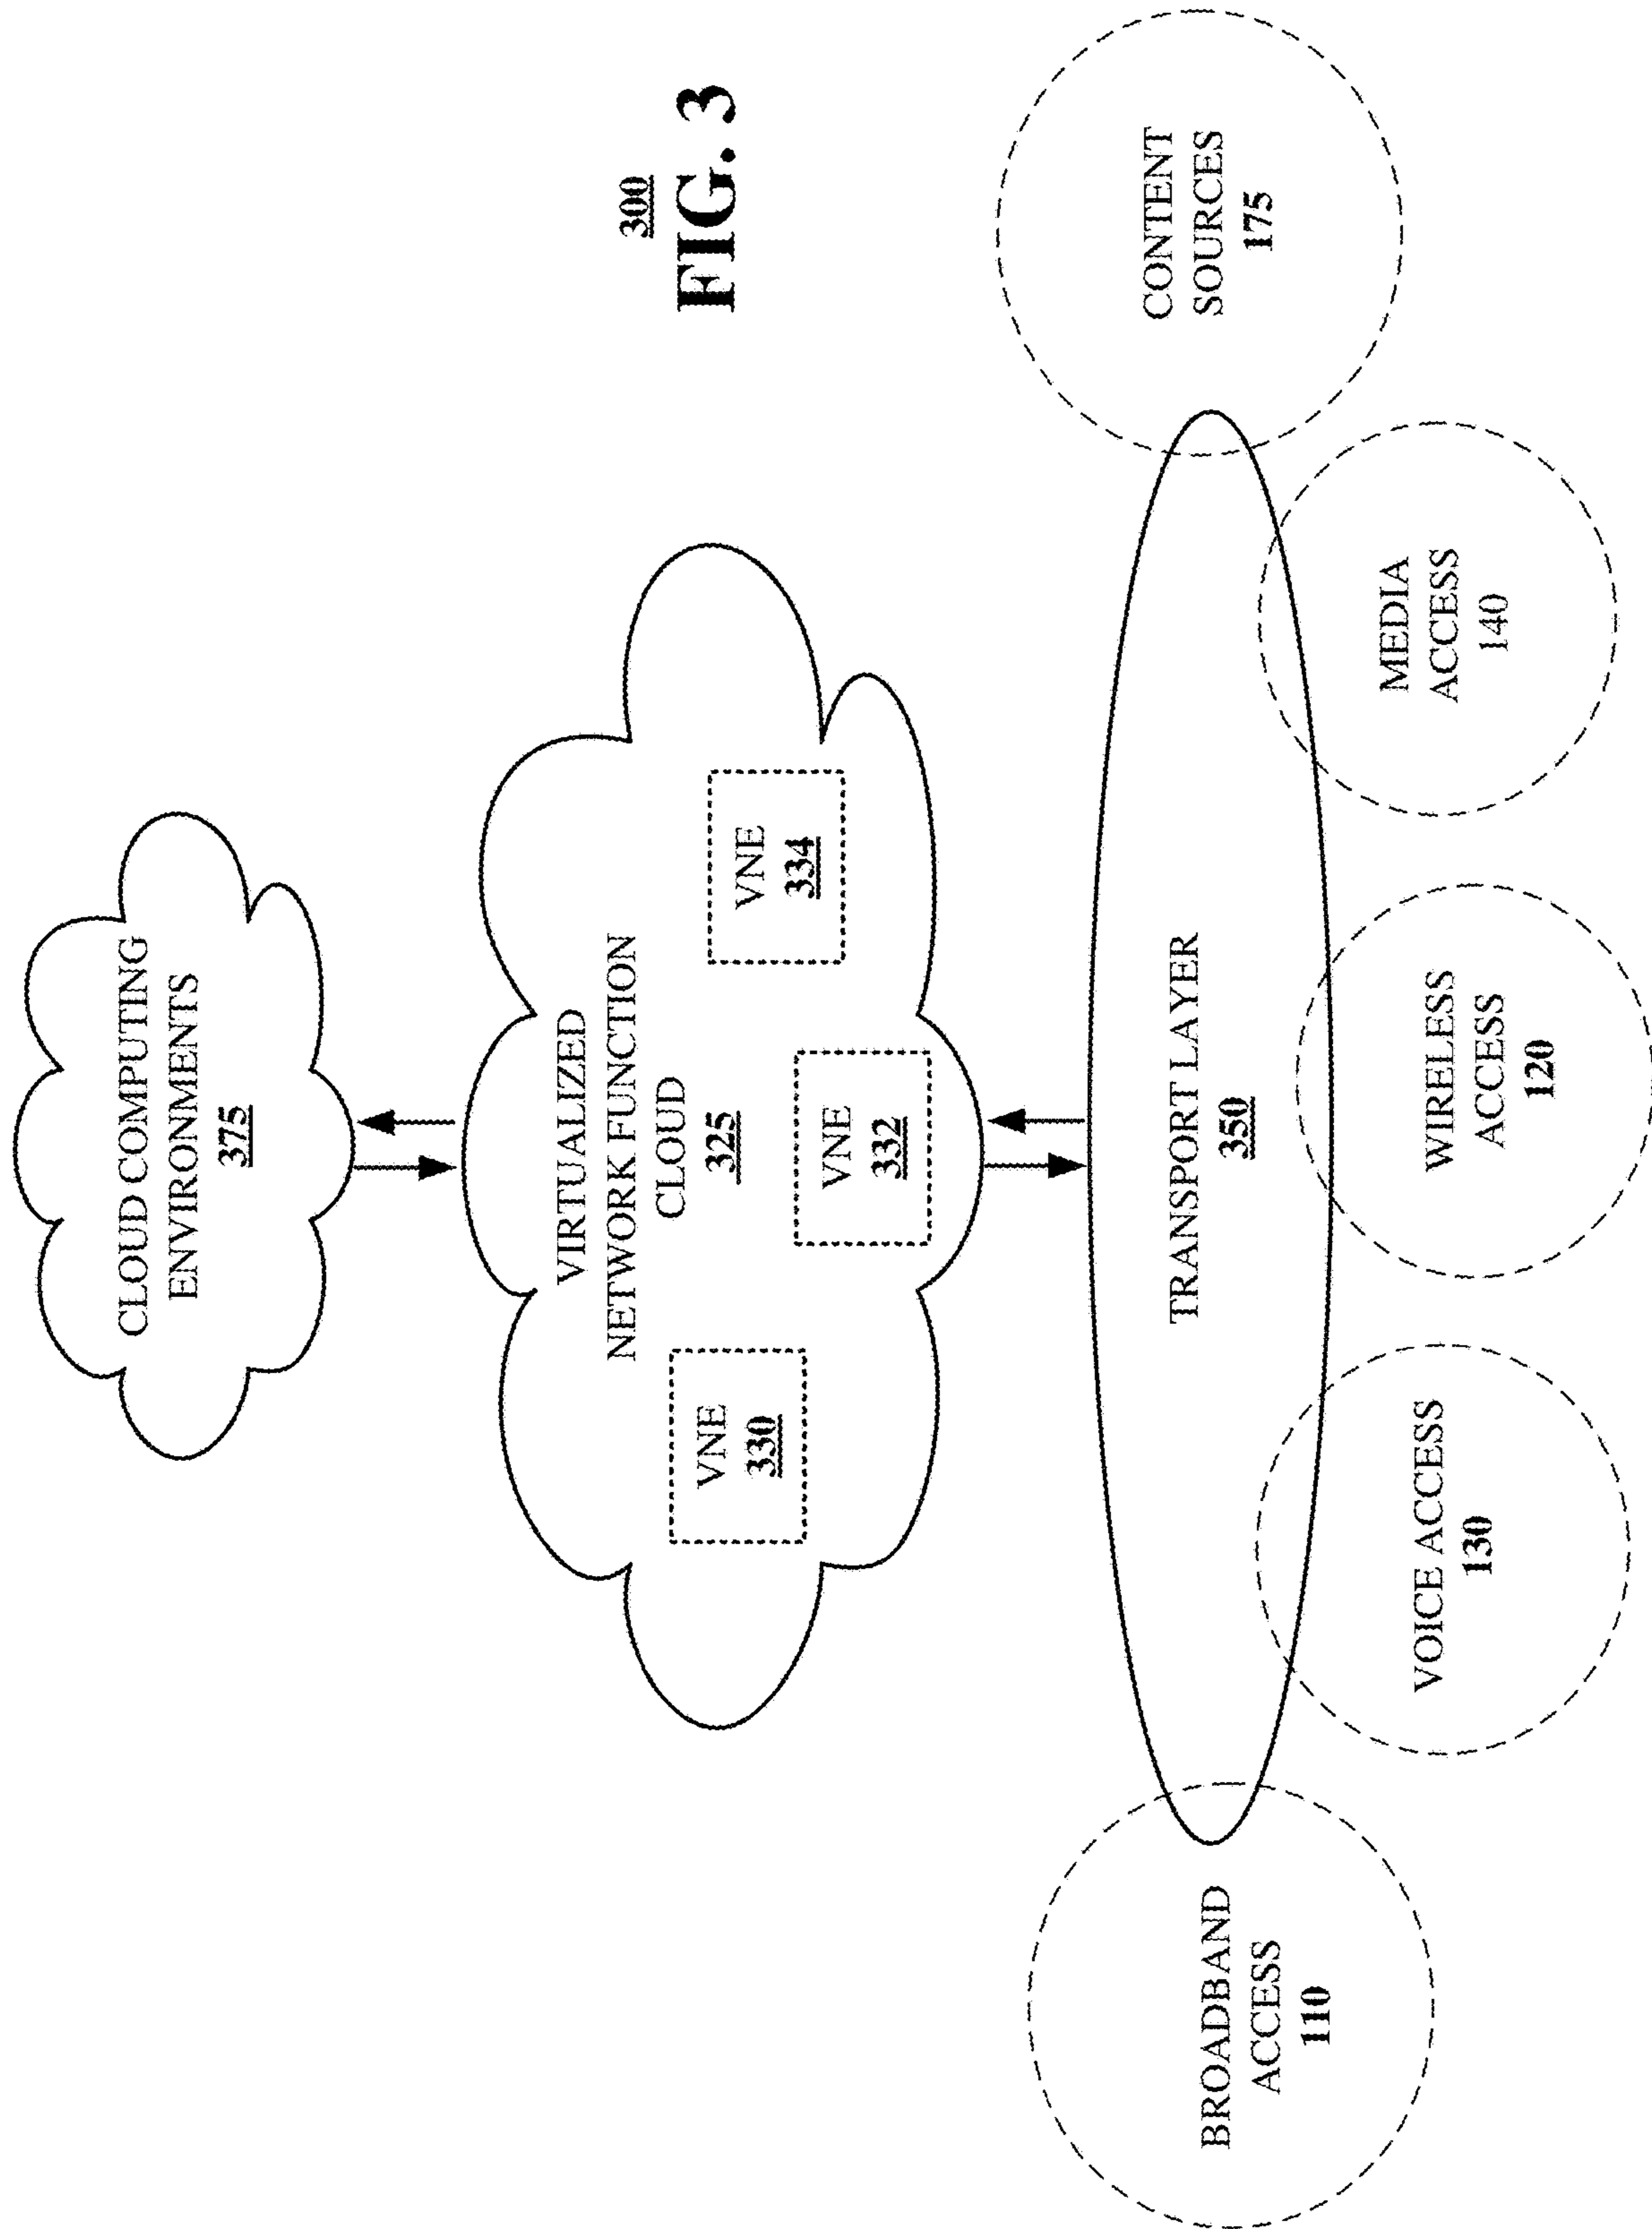 CLOUD COMPUTING
ENVIRONMENTS
375
VIRTUALIZED
NETWORK FUNCTION
CLOUD
325
VNE
330
VNE
332
VNE
334
TRANSPORT LAYER
350
BROADBAND
ACCESS
110
VOICE ACCESS
130
WIRELESS
ACCESS
120
MEDIA
ACCESS
140
CONTENT
SOURCES
175
300
FIG. 3